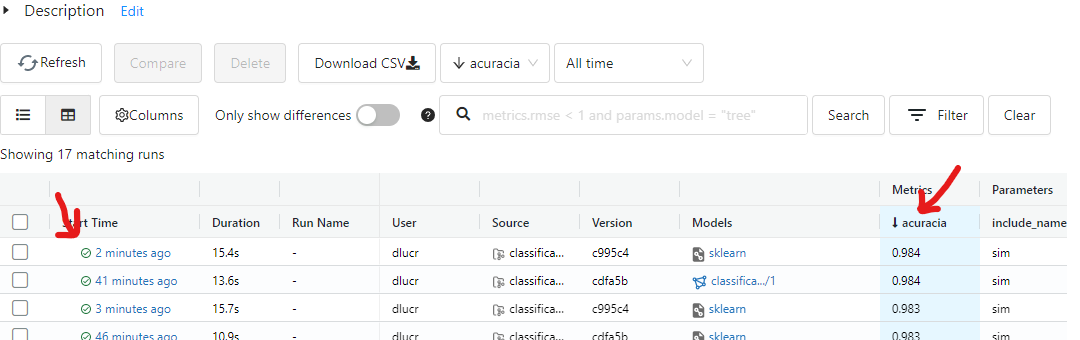 Description Edit
Refresh Compare Delete Download CSV acuracia All time
Columns Only show differences metrics.rmse < 1 and params.model = "tree" Search Filter Clear
Showing 17 matching runs
Metrics Parameters
Start Time Duration Run Name User Source Version Models acuracia include_name
2 minutes ago 15.4s - dlucr classifica... c995c4 sklearn 0.984 sim
41 minutes ago 13.6s - dlucr classifica... cdfa5b classifica.../1 0.984 sim
3 minutes ago 15.7s - dlucr classifica... c995c4 sklearn 0.983 sim
46 minutes ago 10.9s - dlucr classifica... cdfa5b sklearn 0.983 sim